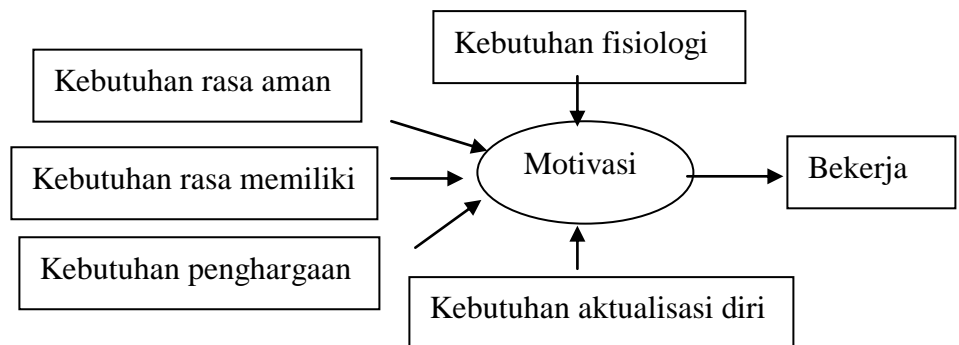 Kebutuhan fisiologi
Kebutuhan rasa aman
Kebutuhan rasa memiliki
Motivasi
Bekerja
Kebutuhan penghargaan
Kebutuhan aktualisasi diri